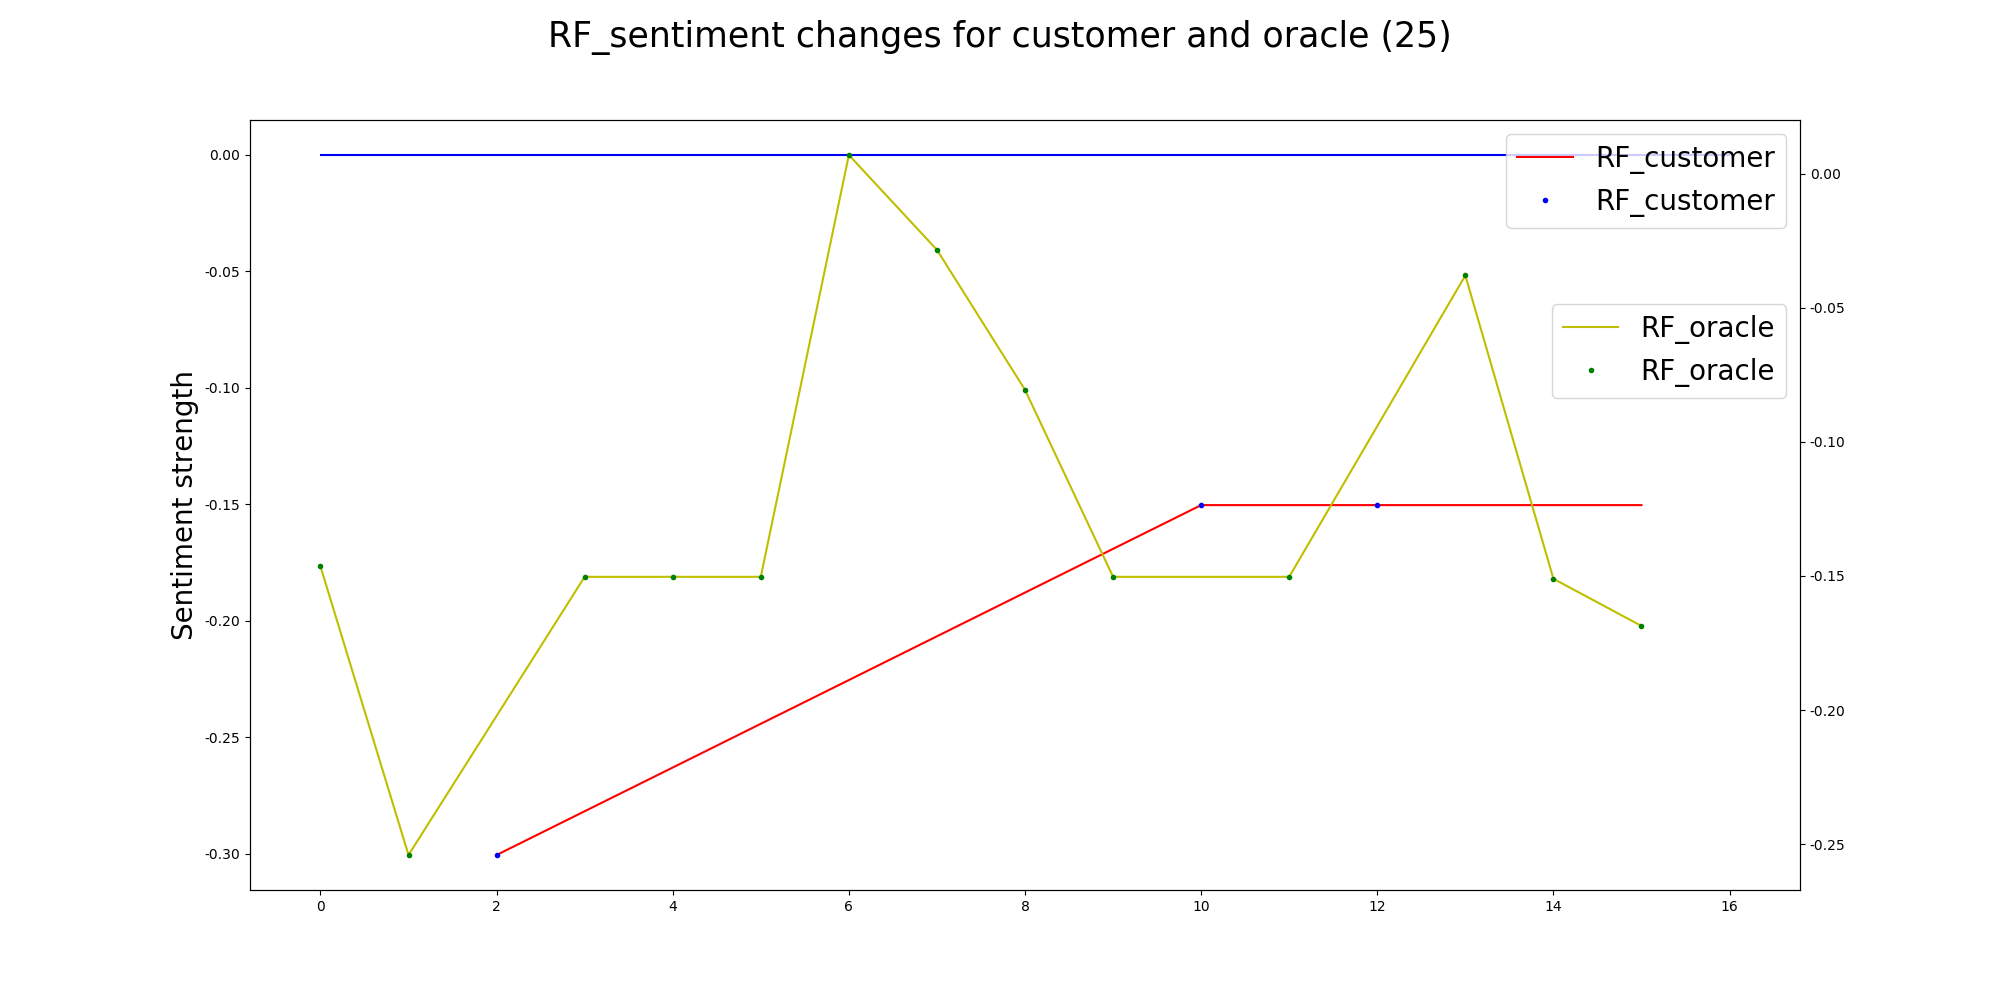 RF_sentiment changes for customer and oracle (25)
Sentiment strength
0.00
-0.05
-0.10
-0.15
-0.20
-0.25
-0.30
RF_customer
RF_customer
RF_oracle
RF_oracle
0.00
-0.05
-0.10
-0.15
-0.20
-0.25
0 2 4 6 8 10 12 14 16